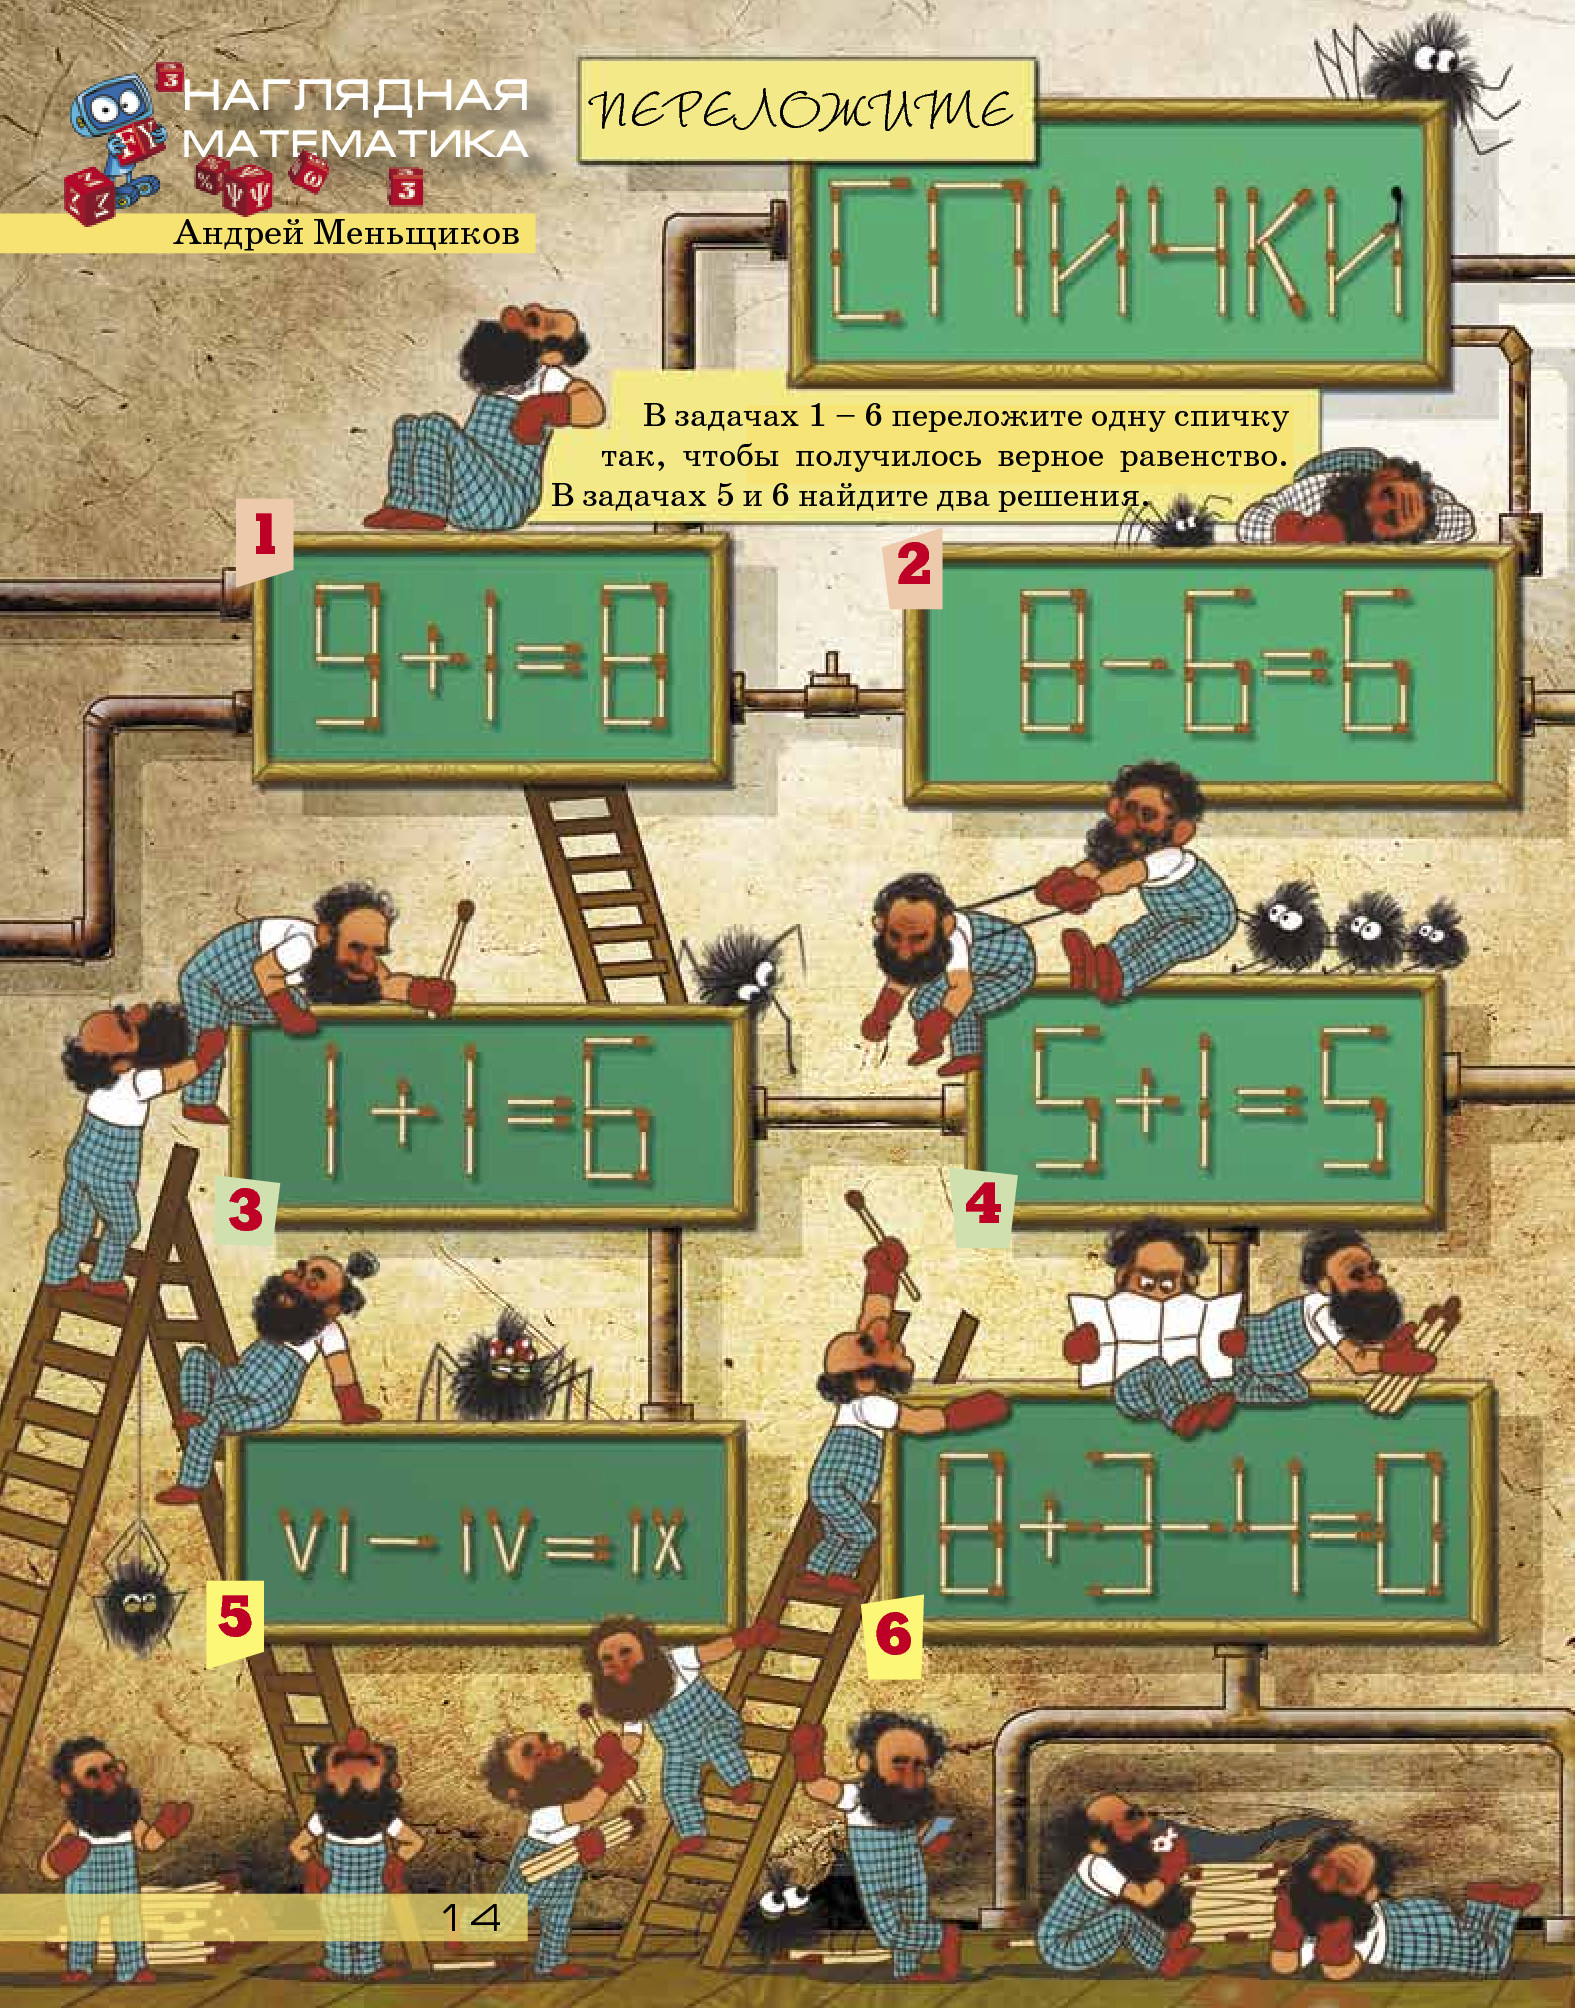 НАГЛЯДНАЯ
МАТЕМАТИКА
Андрей Меньщиков
ПЕРЕЛОЖИТЕ
СПИЧКИ
В задачах 1 – 6 переложите одну спичку
так, чтобы получилось верное равенство.
В задачах 5 и 6 найдите два решения.
1
9+1=8
2
8-6=6
3
1+1=6
4
5+1=5
5
VI-IV=IX
6
8+3-4=0
14